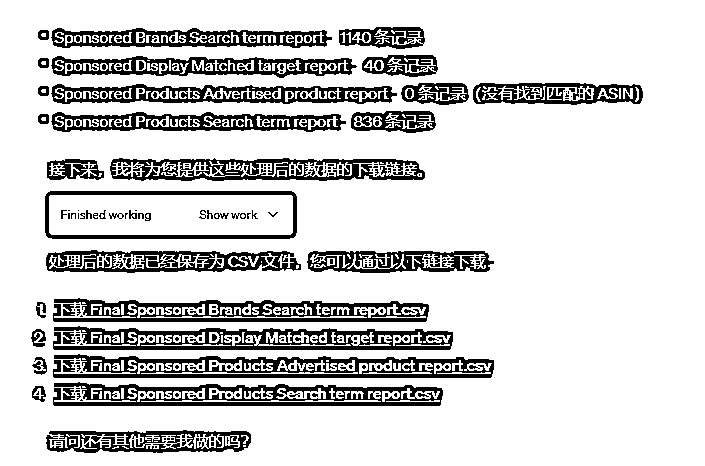 Sponsored Brands Search term report - 1140 条记录
Sponsored Display Matched target report - 40 条记录
Sponsored Products Advertised product report - 0 条记录（没有找到匹配的 ASIN）
Sponsored Products Search term report - 836 条记录
接下来，我将为您提供这些处理后的数据的下载链接。
Finished working Show work
处理后的数据已经保存为 CSV 文件，您可以通过以下链接下载-
1. 下载 Final Sponsored Brands Search term report.csv
2. 下载 Final Sponsored Display Matched target report.csv
3. 下载 Final Sponsored Products Advertised product report.csv
4. 下载 Final Sponsored Products Search term report.csv
请问还有其他需要我做的吗？